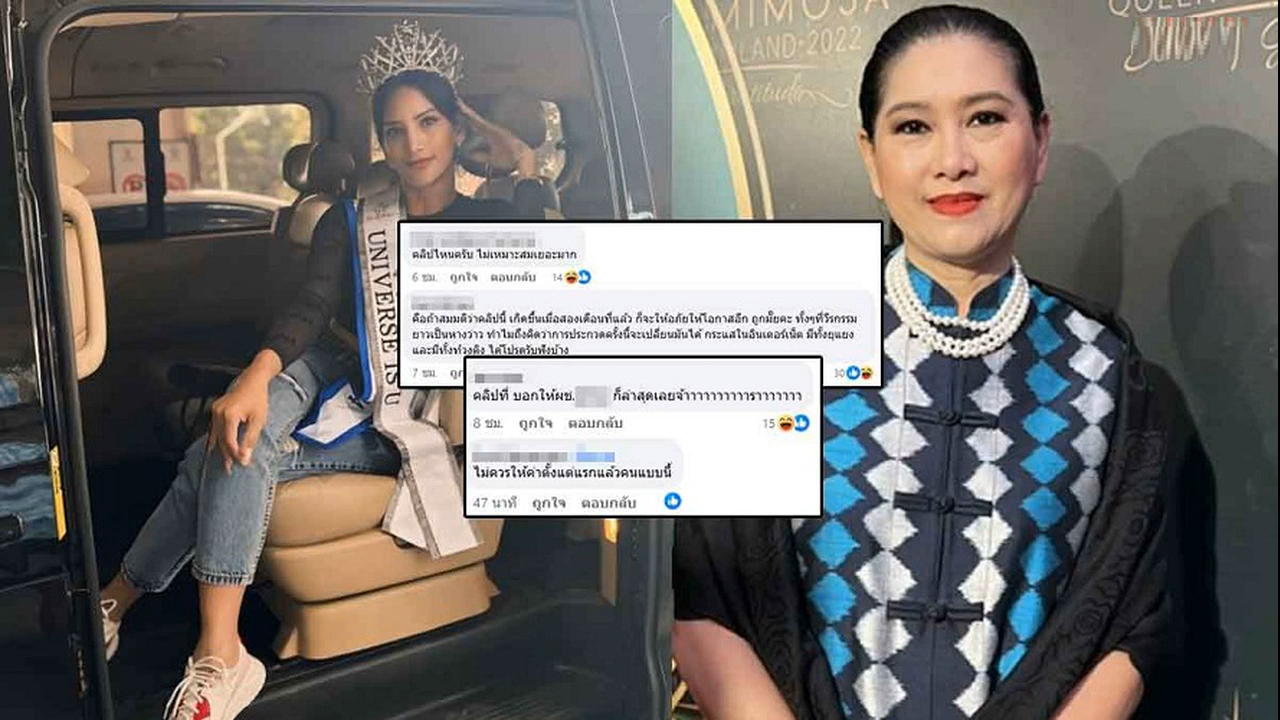 MIMOSA
LAND•2022
QUEEN
UNIVERSE IS U
คลิปไหนครับ ไม่เหมาะสมเยอะมาก
6 ชม. ถูกใจ ตอบกลับ 14
คือถ้าสมมติว่าคลิปนี้ เกิดขึ้นเมื่อสองเดือนที่แล้ว ก็จะให้อภัยให้โอกาสอีก ถูกมั๊ยคะ ทั้งๆที่วีรกรรม
ยาวเป็นหางว่าว ทำไมถึงคิดว่าการประกวดครั้งนี้จะเปลี่ยนมันได้ กระแสในอินเตอร์เน็ต มีทั้งยุแยง
และมีทั้งท้วงติง ได้โปรดรับฟังบ้าง
7 ชม. 30
คลิปที่ บอกให้ผช. ก็ล่าสุดเลยจ้าาาาาาาาาาราาาาาาา
8 ชม. ถูกใจ ตอบกลับ 15
ไม่ควรให้ค่าตั้งแต่แรกแล้วคนแบบนี้
47 นาที ถูกใจ ตอบกลับ